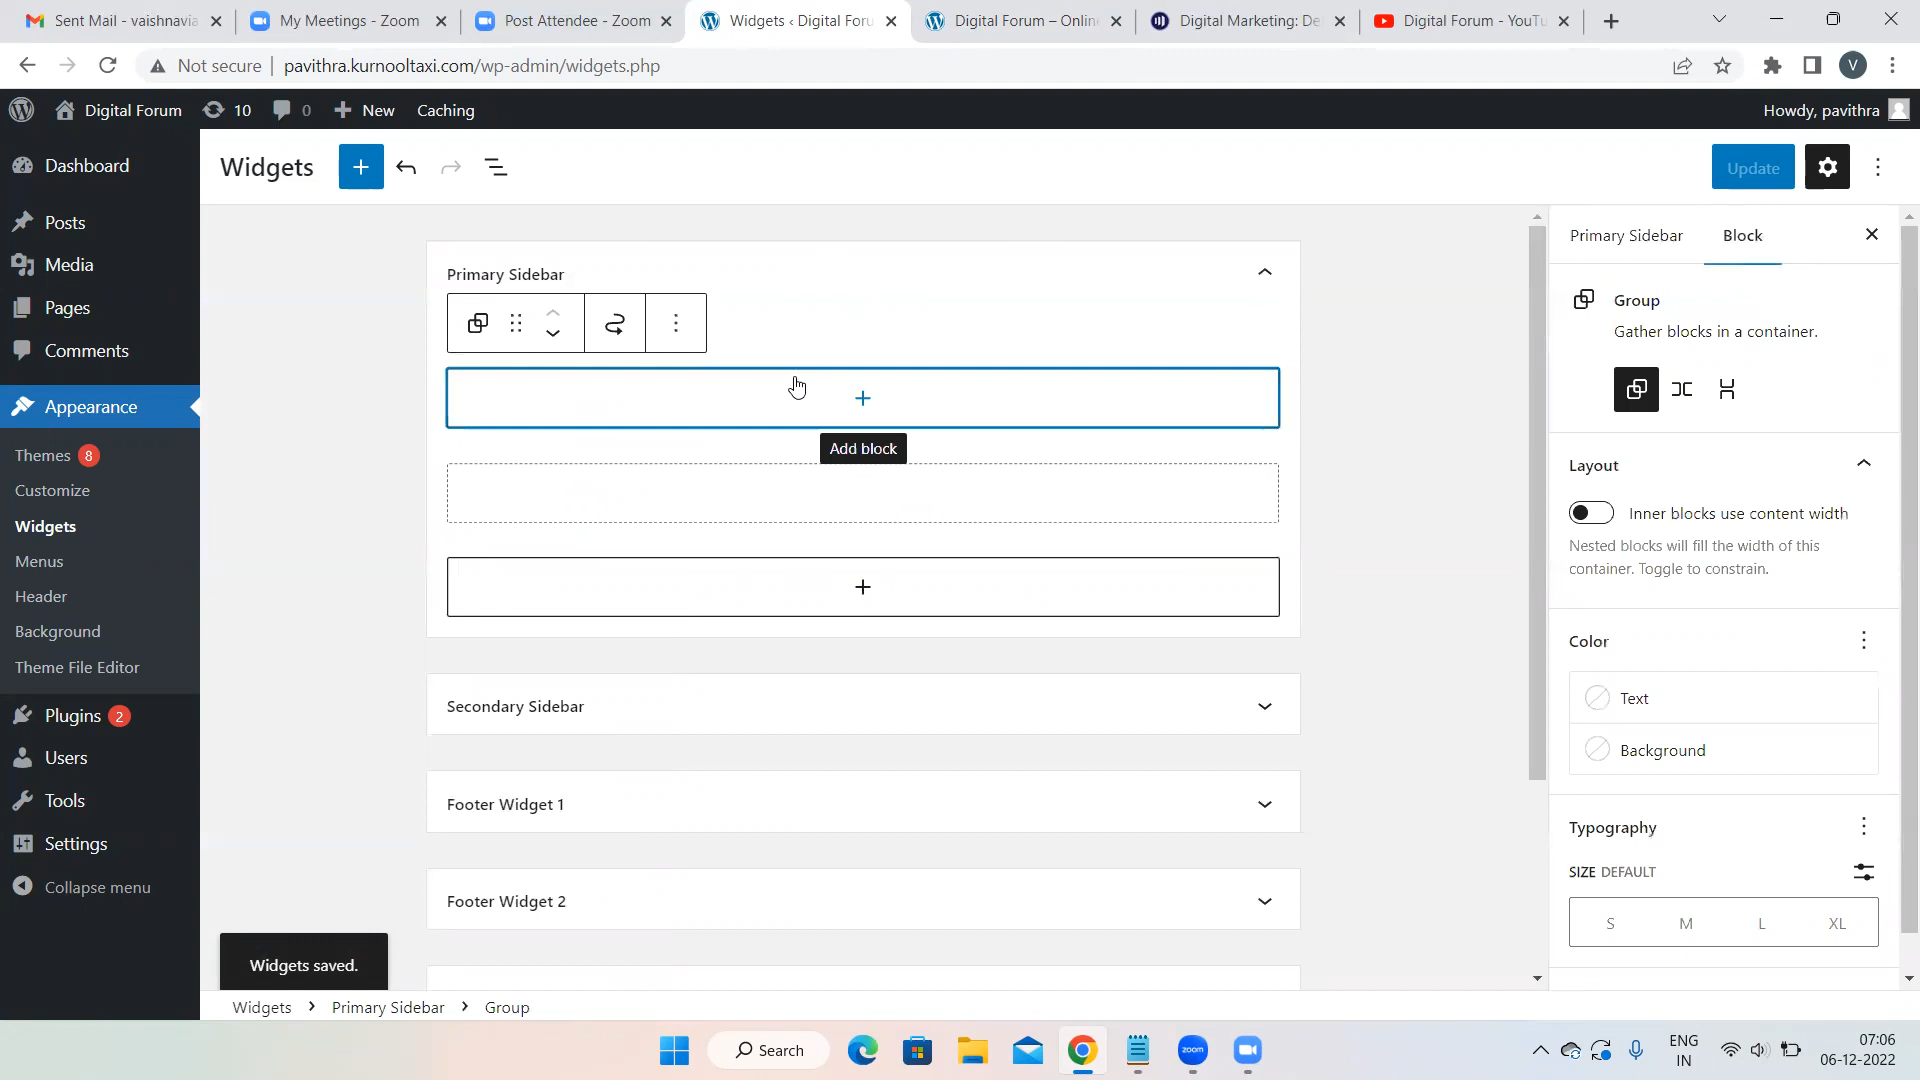 Sent Mail - vaishnavia
My Meetings - Zoom
Post Attendee - Zoom
Widgets ‹ Digital Foru
Digital Forum – Onlin
Digital Marketing: De
Digital Forum - YouTu
Not secure
pavithra.kurnooltaxi.com/wp-admin/widgets.php
Digital Forum
10
0
New
Caching
Howdy, pavithra
Dashboard
Posts
Media
Pages
Comments
Appearance
Themes 8
Customize
Widgets
Menus
Header
Background
Theme File Editor
Plugins 2
Users
Tools
Settings
Collapse menu
Widgets
Update
Primary Sidebar
Add block
Secondary Sidebar
Footer Widget 1
Footer Widget 2
Widgets saved.
Widgets > Primary Sidebar > Group
Primary Sidebar
Block
Group
Gather blocks in a container.
Layout
Inner blocks use content width
Nested blocks will fill the width of this
container. Toggle to constrain.
Color
Text
Background
Typography
SIZE DEFAULT
S M L XL
Search
zoom
ENG
IN
07:06
06-12-2022